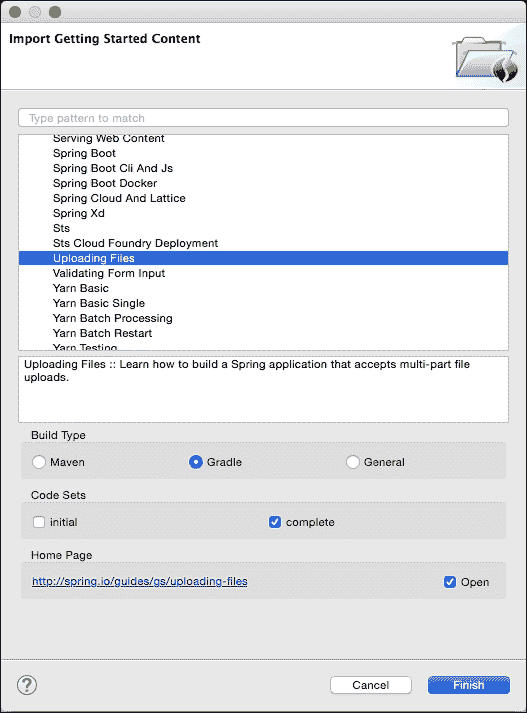 Import Getting Started Content
Type pattern to match
Serving Web Content
Spring Boot
Spring Boot Cli And Js
Spring Boot Docker
Spring Cloud And Lattice
Spring Xd
Sts
Sts Cloud Foundry Deployment
Uploading Files
Validating Form Input
Yarn Basic
Yarn Basic Single
Yarn Batch Processing
Yarn Batch Restart
Yarn Testing
Uploading Files :: Learn how to build a Spring application that accepts multi-part file
uploads.
Build Type
Maven Gradle General
Code Sets
initial complete
Home Page
http://spring.io/guides/gs/uploading-files Open
? Cancel Finish